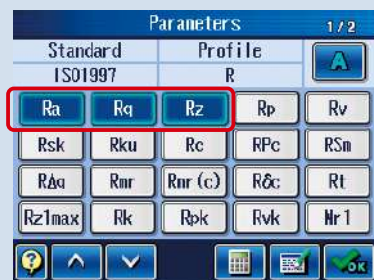 Parameters 1/2
Standard Profile A
ISO1997 R
Ra Rq Rz Rp Rv
Rsk Rku Rc RPc RSm
RΔq Rmr Rmr(c) Rδc Rt
Rz1max Rk Rpk Rvk Mr1
? OK